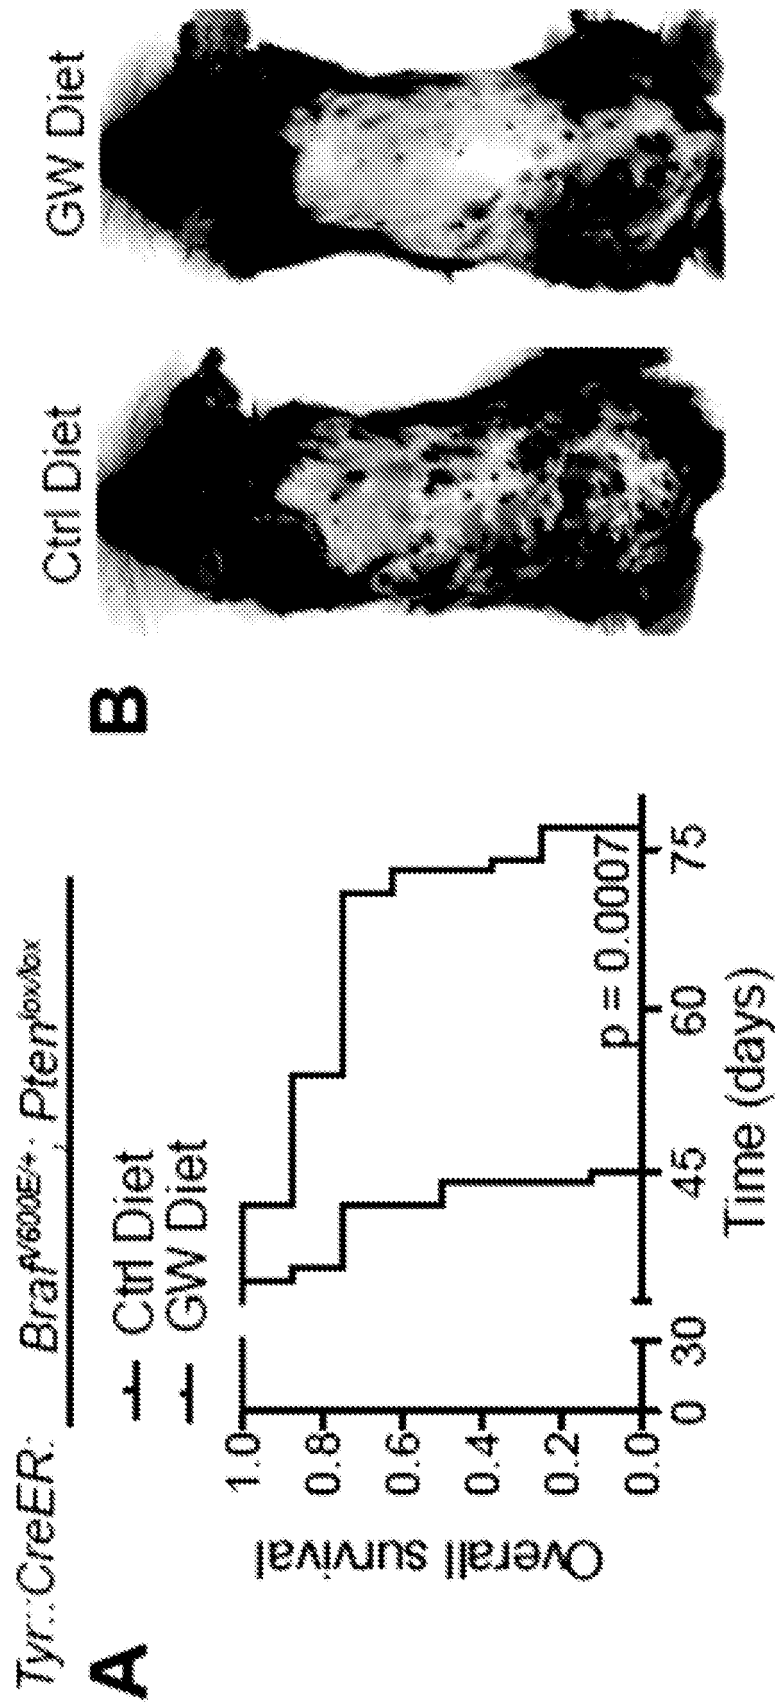 Tyr::CreER: Braf^V600E/+; Pten^lox/lox
A
Ctrl Diet
GW Diet
Overall survival
1.0
0.8
0.6
0.4
0.2
0.0
0 30 45 60 75
p = 0.0007
Time (days)
B
Ctrl Diet GW Diet